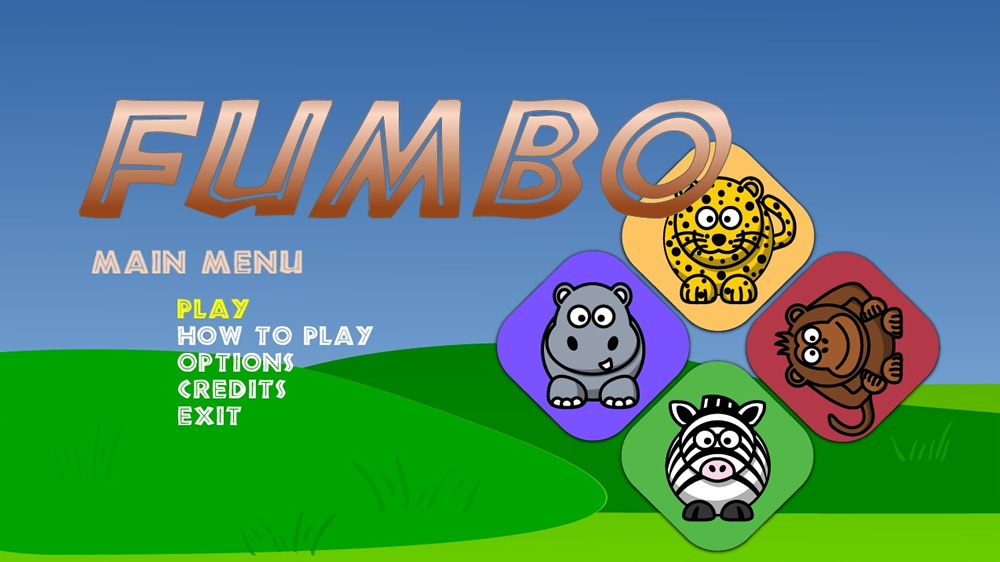 FUMBO
MAIN MENU
PLAY
HOW TO PLAY
OPTIONS
CREDITS
EXIT